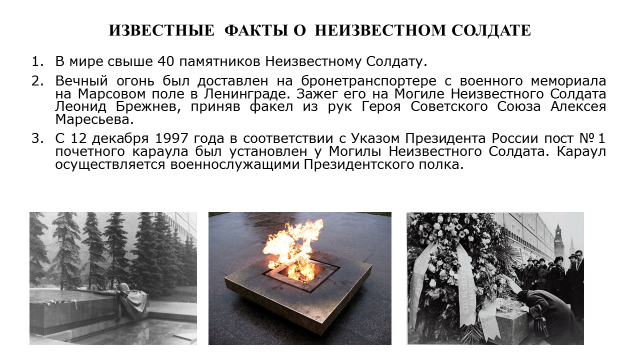 ИЗВЕСТНЫЕ ФАКТЫ О НЕИЗВЕСТНОМ СОЛДАТЕ
1. В мире свыше 40 памятников Неизвестному Солдату.
2. Вечный огонь был доставлен на бронетранспортере с военного мемориала
на Марсовом поле в Ленинграде. Зажег его на Могиле Неизвестного Солдата
Леонид Брежнев, приняв факел из рук Героя Советского Союза Алексея
Маресьева.
3. С 12 декабря 1997 года в соответствии с Указом Президента России пост №1
почетного караула был установлен у Могилы Неизвестного Солдата. Караул
осуществляется военнослужащими Президентского полка.